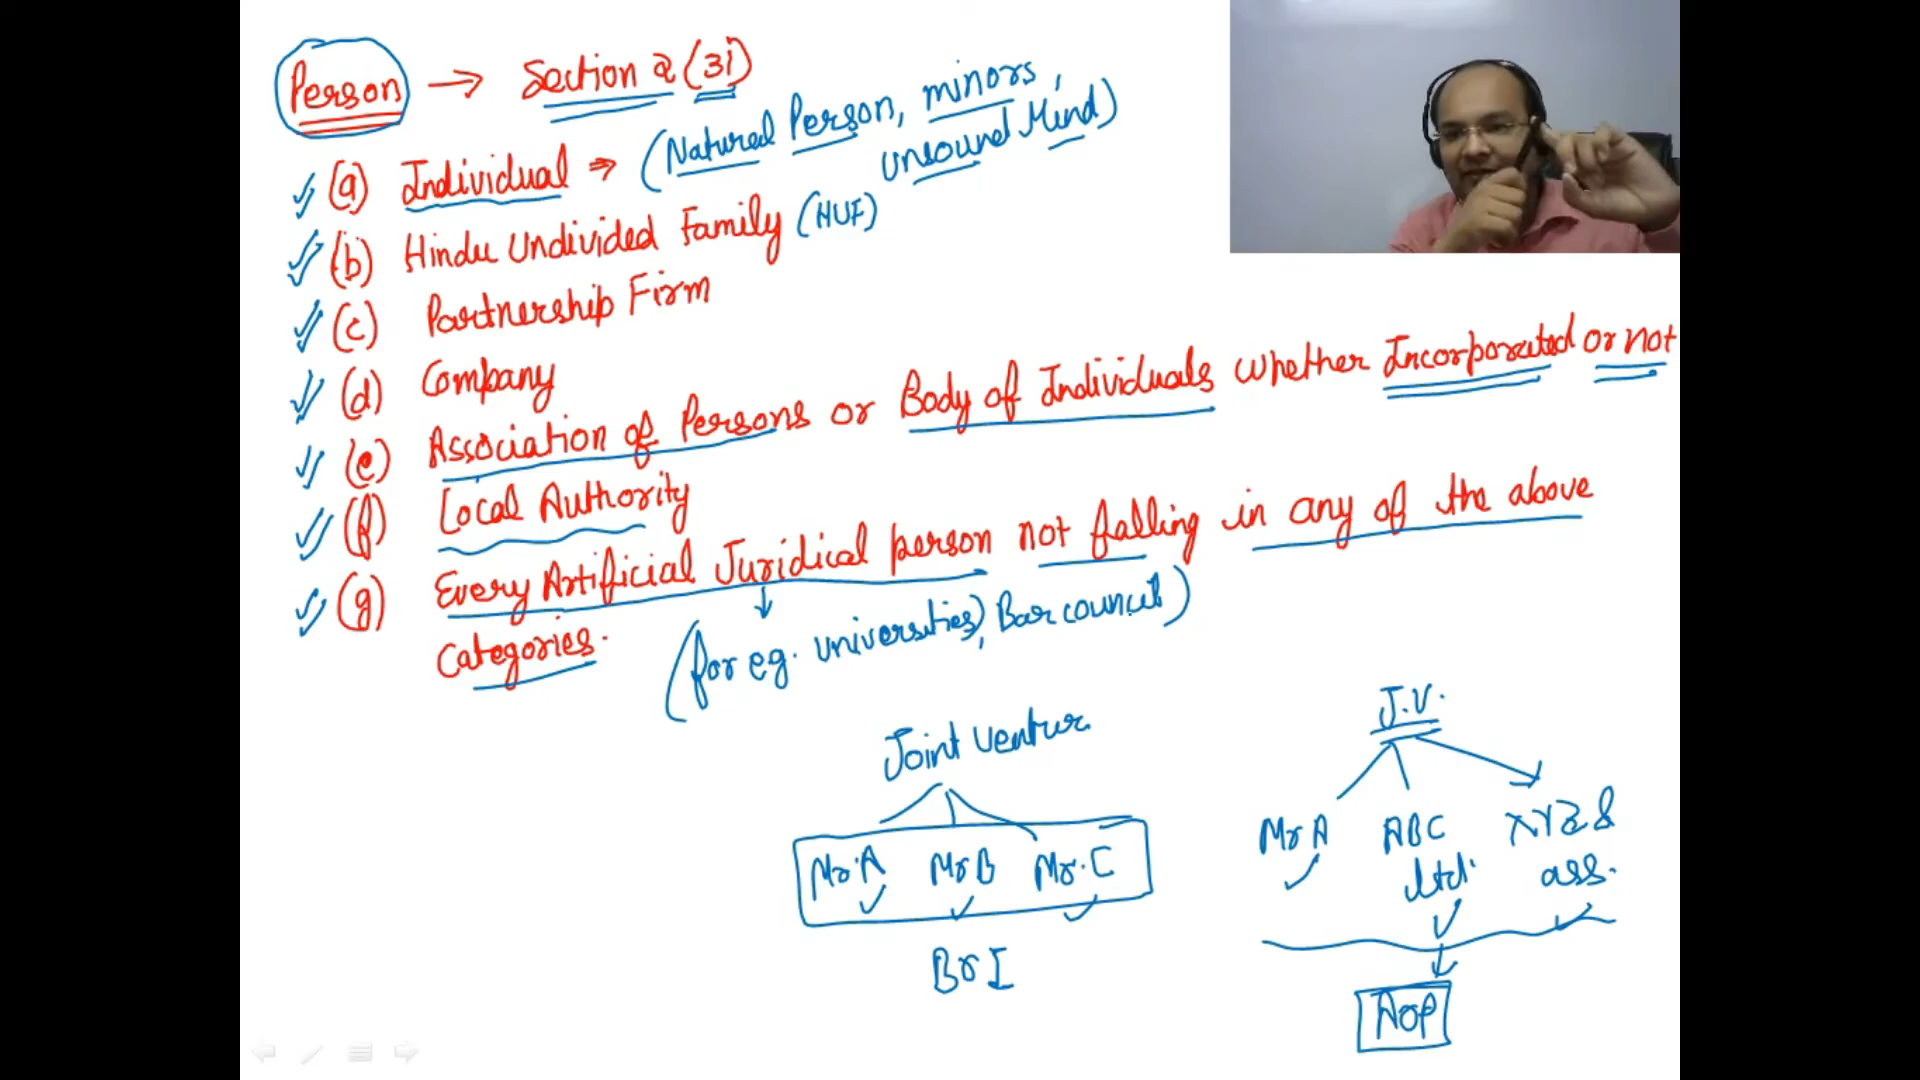 Person → Section 2 (31)
(a) Individual ⇒ (Natural Person, minors,
unsound Mind)
(b) Hindu Undivided Family (HUF)
(c) Partnership Firm
(d) Company
(e) Association of Persons or Body of Individuals whether Incorporated or not
(f) Local Authority
(g) Every Artificial Juridical person not falling in any of the above
Categories.
(for eg. universities), Bar council)
Joint Ventur
Mr. A Mr B Mr. C
BOI
J.V.
Mr A ABC XYZ &
Ltd. ass.
AOP